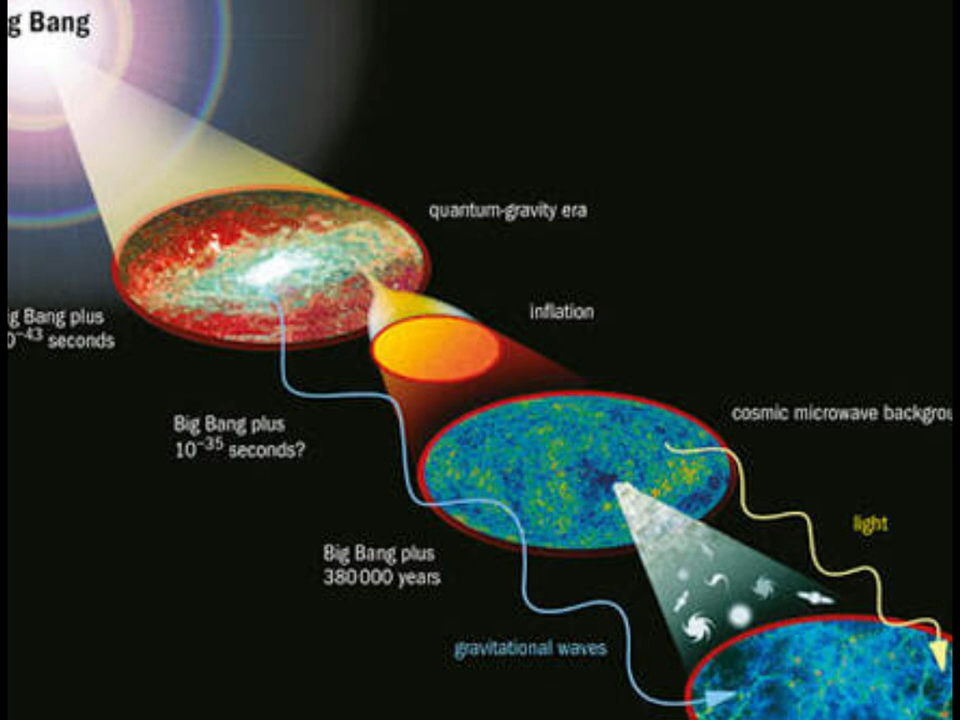 g Bang
quantum-gravity era
inflation
g Bang plus
0−43 seconds
cosmic microwave backgrou
Big Bang plus
10−35 seconds?
light
Big Bang plus
380 000 years
gravitational waves